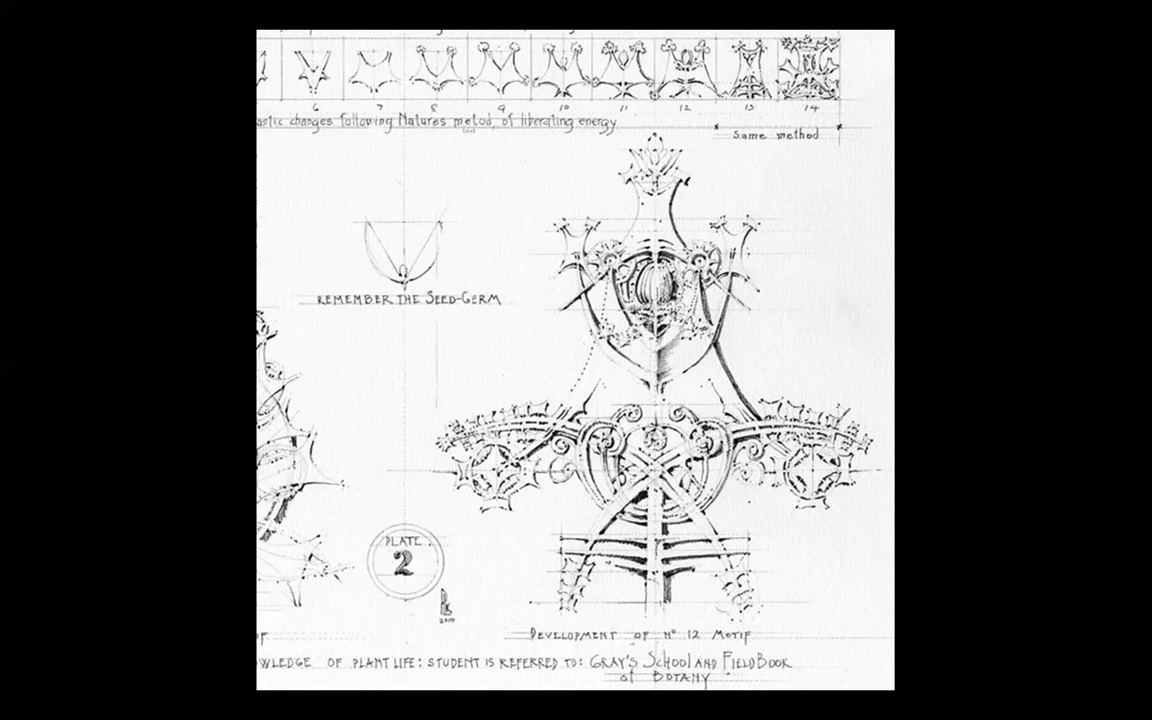 6 7 8 9 10 11 12 13 14
astic changes following Natures metod, of liberating energy
same method
REMEMBER THE SEED-GERM
PLATE
2
2010
DEVELOPMENT OF Nº 12 MOTIF
OWLEDGE OF PLANT LIFE: STUDENT IS REFERRED TO: GRAY'S SCHOOL AND FIELD BOOK
of BOTANY